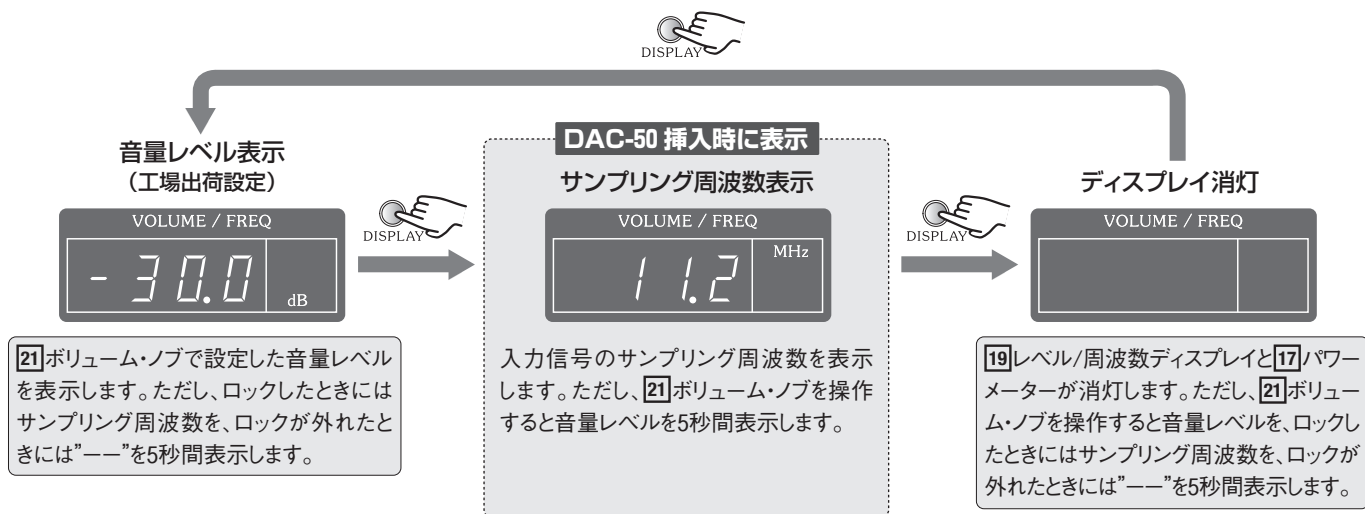 DISPLAY
音量レベル表示
（工場出荷設定）
VOLUME / FREQ
- 30.0
dB
21ボリューム・ノブで設定した音量レベル
を表示します。ただし、ロックしたときには
サンプリング周波数を、ロックが外れたと
きには"ーー"を5秒間表示します。
DISPLAY
DAC-50 挿入時に表示
サンプリング周波数表示
VOLUME / FREQ
11.2
MHz
入力信号のサンプリング周波数を表示
します。ただし、21ボリューム・ノブを操作
すると音量レベルを5秒間表示します。
DISPLAY
ディスプレイ消灯
VOLUME / FREQ
19レベル/周波数ディスプレイと17パワー
メーターが消灯します。ただし、21ボリュー
ム・ノブを操作すると音量レベルを、ロックし
たときにはサンプリング周波数を、ロックが
外れたときには"ーー"を5秒間表示します。